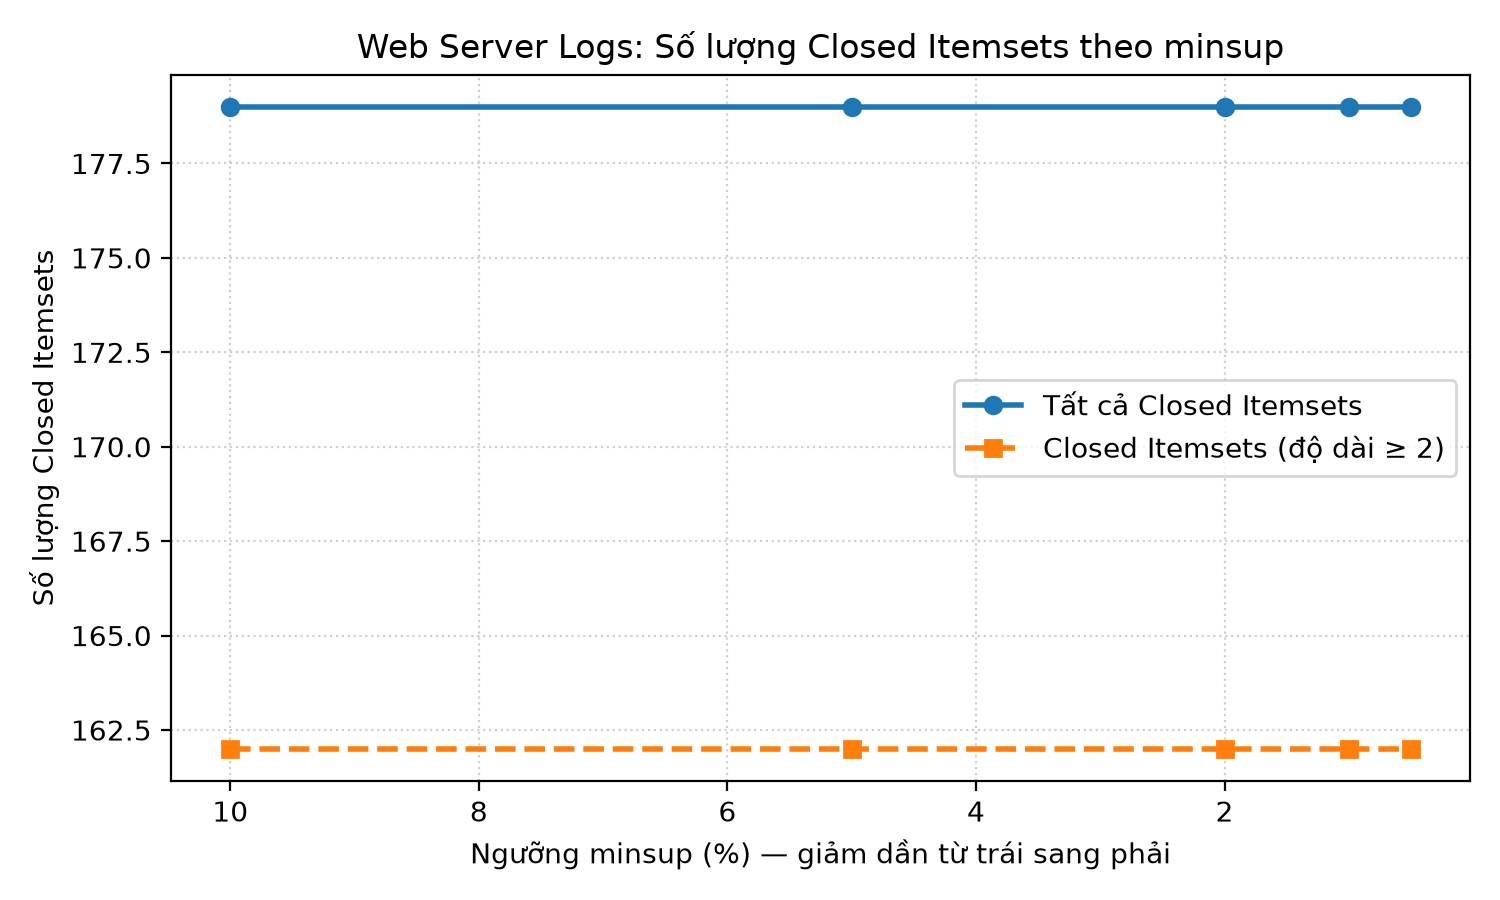 Web Server Logs: Số lượng Closed Itemsets theo minsup
Số lượng Closed Itemsets
177.5
175.0
172.5
170.0
167.5
165.0
162.5
Tất cả Closed Itemsets
Closed Itemsets (độ dài ≥ 2)
10 8 6 4 2
Ngưỡng minsup (%) — giảm dần từ trái sang phải